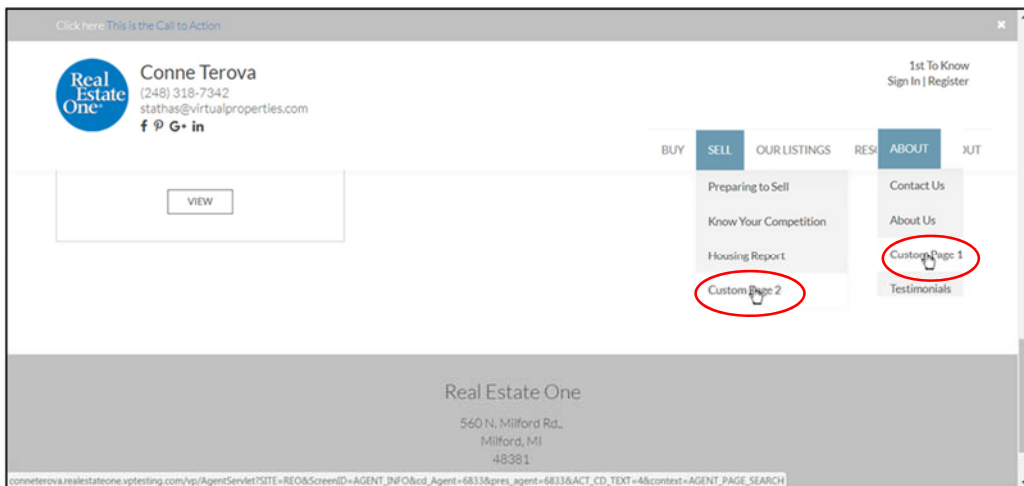 Click here This is the Call to Action
×
Real Estate One®
Conne Terova
(248) 318-7342
stathas@virtualproperties.com
1st To Know
Sign In | Register
BUY SELL OUR LISTINGS RES ABOUT UT
Preparing to Sell
Know Your Competition
Housing Report
Custom Page 2
Contact Us
About Us
Custom Page 1
Testimonials
VIEW
Real Estate One
560 N. Milford Rd.,
Milford, MI
48381
conneterova.realestateone.vptesting.com/vp/AgentServlet?SITE=REO&ScreenID=AGENT_INFO&cd_Agent=6833&pres_agent=6833&ACT_CD_TEXT=4&context=AGENT_PAGE_SEARCH